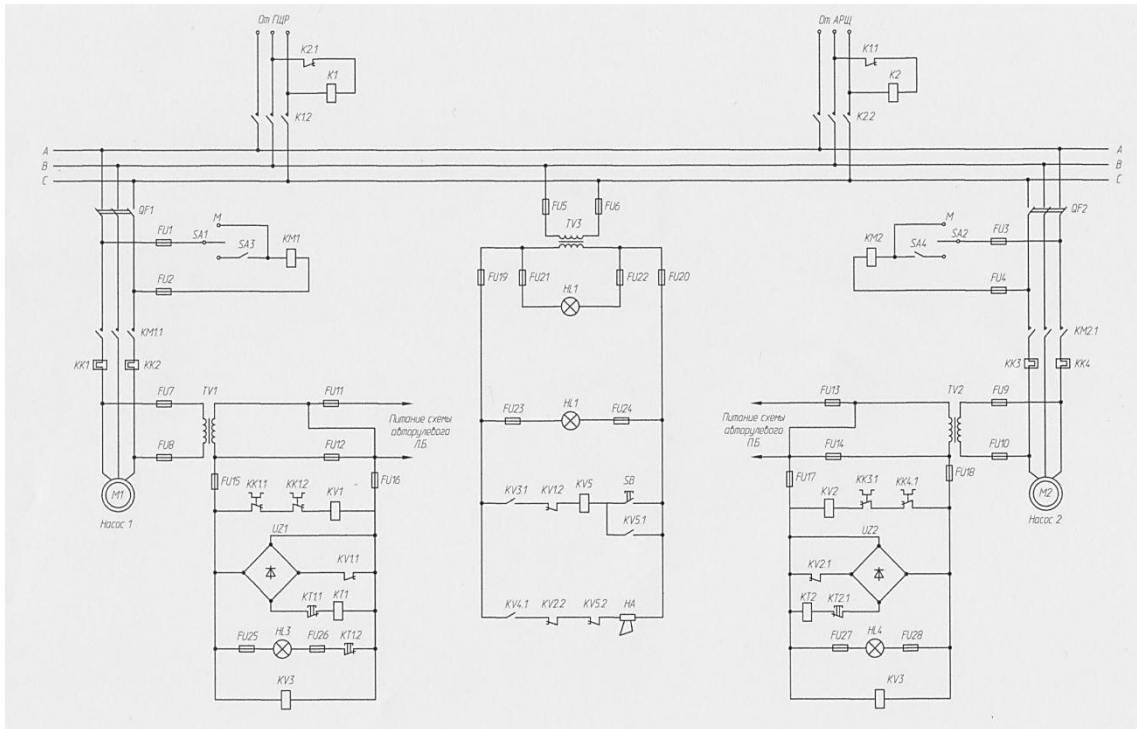 От ГЩР
От АРЩ
K2.1
K1
K1.2
K1.1
K2
K2.2
A
B
C
A
B
C
QF1
FU1
SA1
M
SA3
KM1
FU2
KM1.1
KK1
KK2
FU5
FU6
TV3
FU19
FU21
FU22
FU20
HL1
QF2
M
KM2
SA4
SA2
FU3
FU4
KM2.1
KK3
KK4
FU7
TV1
FU11
FU8
FU12
Питание схемы
авторулевого
Л.Б.
FU15
FU16
M1
Насос 1
KK1.1
KK1.2
KV1
UZ1
KV1.1
KT1.1
KT1
FU25
HL3
FU26
KT1.2
KV3
FU23
HL1
FU24
KV3.1
KV1.2
KV5
SB
KV5.1
KV4.1
KV2.2
KV5.2
HA
FU13
TV2
FU9
Питание схемы
авторулевого
П.Б.
FU14
FU10
FU17
FU18
M2
Насос 2
KV2
KK3.1
KK4.1
UZ2
KV2.1
KT2
KT2.1
FU27
HL4
FU28
KV3